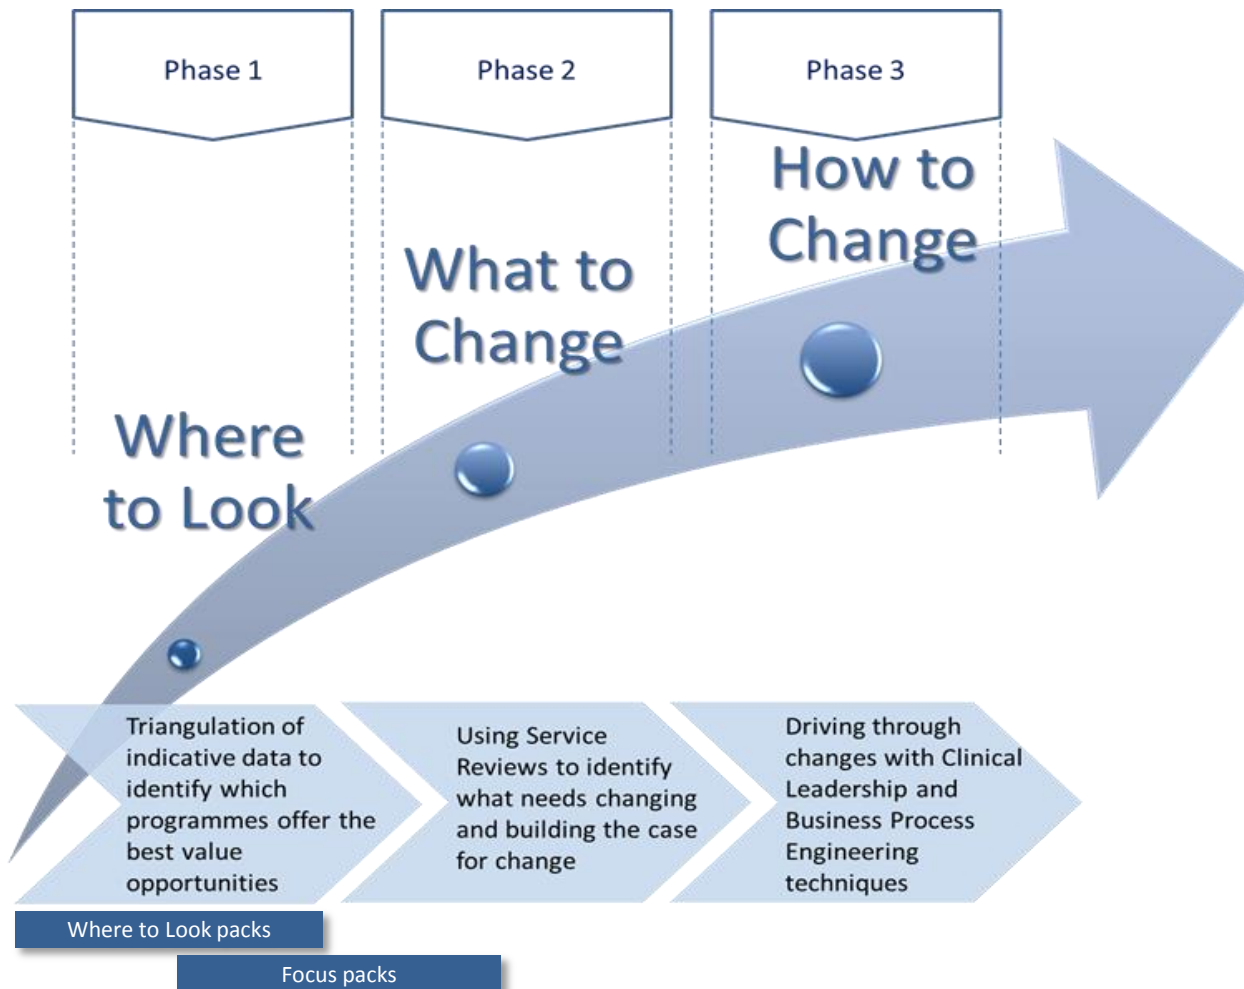 Phase 1
Phase 2
Phase 3
How to
Change
What to
Change
Where
to Look
Triangulation of
indicative data to
identify which
programmes offer the
best value
opportunities
Using Service
Reviews to identify
what needs changing
and building the case
for change
Driving through
changes with Clinical
Leadership and
Business Process
Engineering
techniques
Where to Look packs
Focus packs